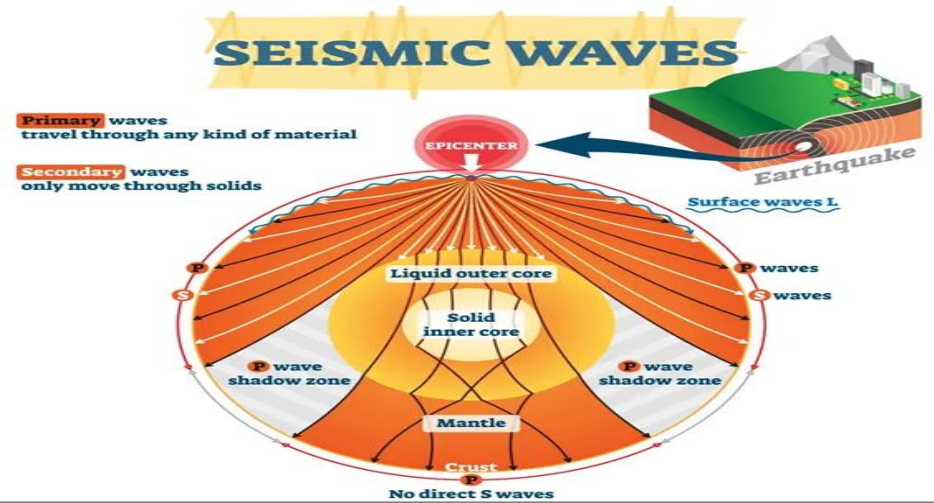 SEISMIC WAVES
Primary waves
travel through any kind of material
Secondary waves
only move through solids
EPICENTER
Earthquake
Surface waves L
P
P waves
S
S waves
Liquid outer core
Solid
inner core
P wave
shadow zone
P wave
shadow zone
Mantle
Crust
P
No direct S waves